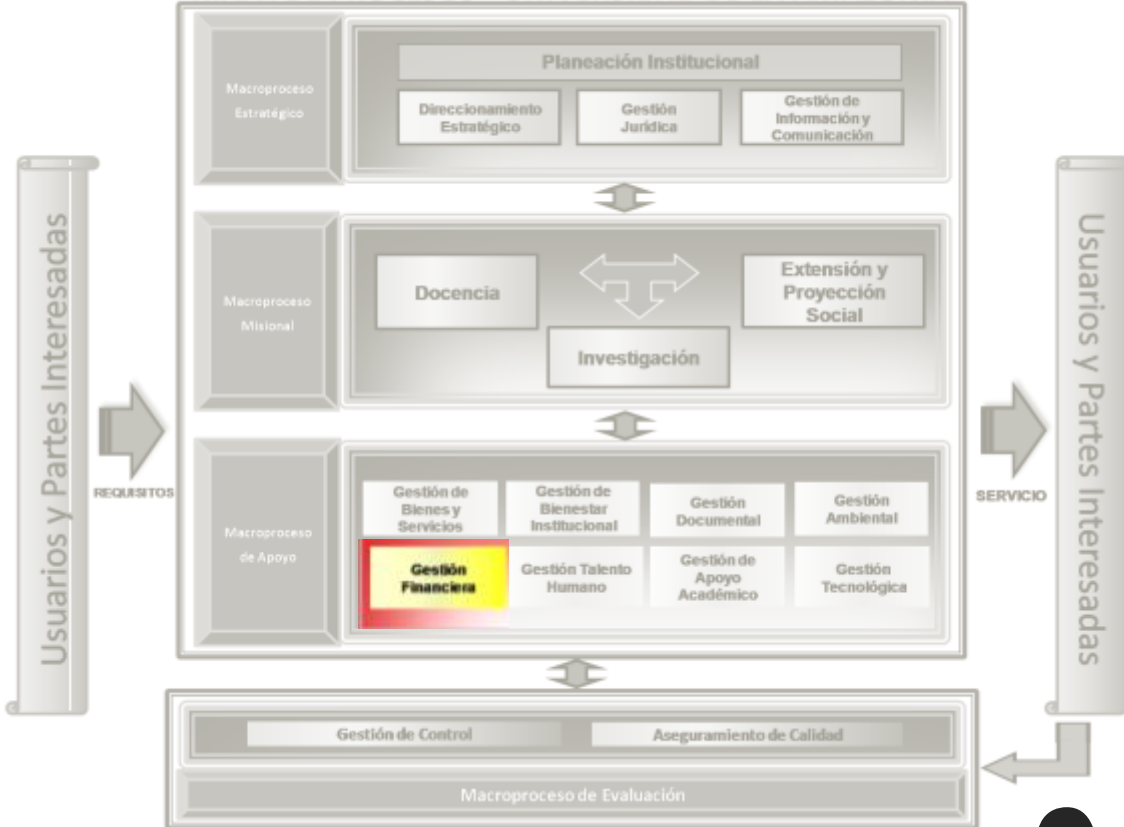 Macroproceso
Estratégico
Planeación Institucional
Direccionamiento
Estratégico
Gestión
Jurídica
Gestión de
Información y
Comunicación
Usuarios y Partes Interesadas
REQUISITOS
Macroproceso
Misional
Docencia
Extensión y
Proyección
Social
Investigación
Macroproceso
de Apoyo
Gestión de
Bienes y
Servicios
Gestión de
Bienestar
Institucional
Gestión
Documental
Gestión
Ambiental
Gestión
Financiera
Gestión Talento
Humano
Gestión de
Apoyo
Académico
Gestión
Tecnológica
SERVICIO
Usuarios y Partes Interesadas
Gestión de Control
Aseguramiento de Calidad
Macroproceso de Evaluación